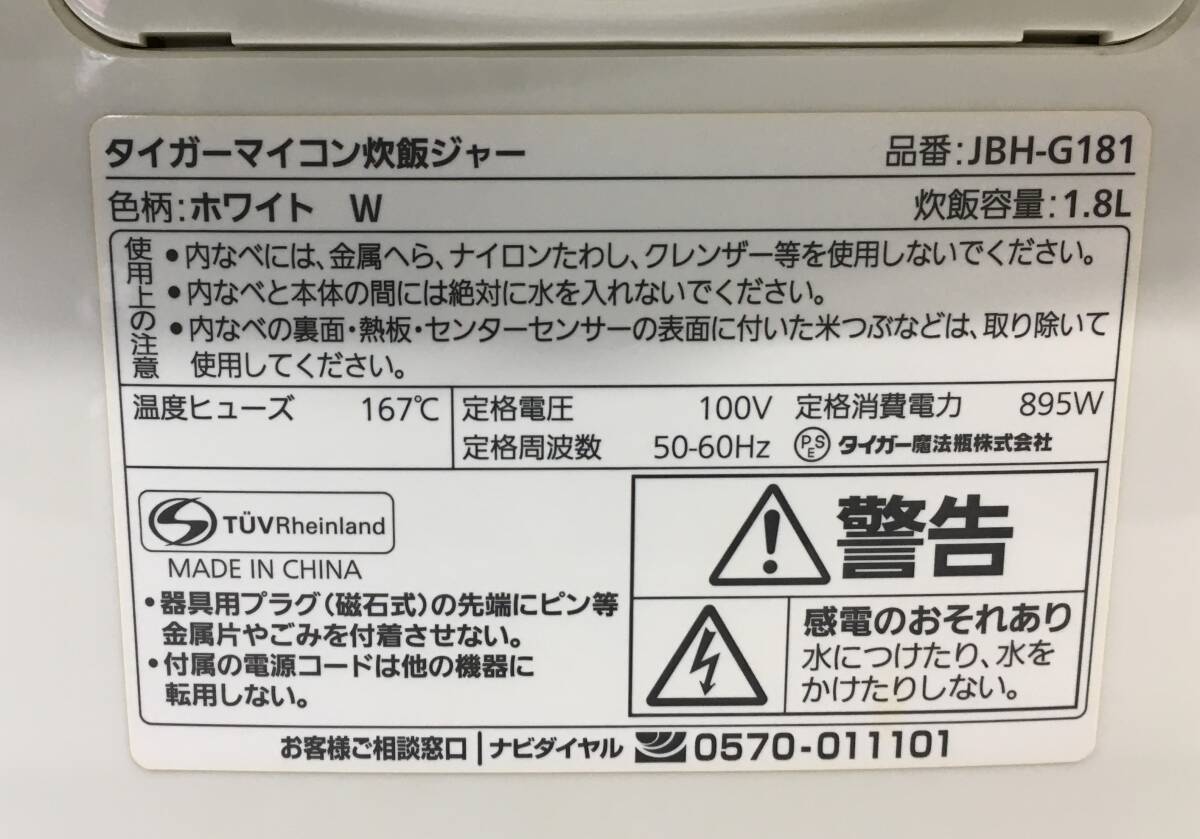 タイガーマイコン炊飯ジャー 品番:JBH-G181
色柄:ホワイト W 炊飯容量:1.8L
使用上の注意
•内なべには、金属へら、ナイロンたわし、クレンザー等を使用しないでください。
•内なべと本体の間には絶対に水を入れないでください。
•内なべの裏面・熱板・センターセンサーの表面に付いた米つぶなどは、取り除いて
使用してください。
温度ヒューズ 167℃
定格電圧 100V 定格消費電力 895W
定格周波数 50-60Hz PSE タイガー魔法瓶株式会社
TÜVRheinland
MADE IN CHINA
•器具用プラグ(磁石式)の先端にピン等
金属片やごみを付着させない。
•付属の電源コードは他の機器に
転用しない。
警告
感電のおそれあり
水につけたり、水を
かけたりしない。
お客様ご相談窓口|ナビダイヤル 0570-011101